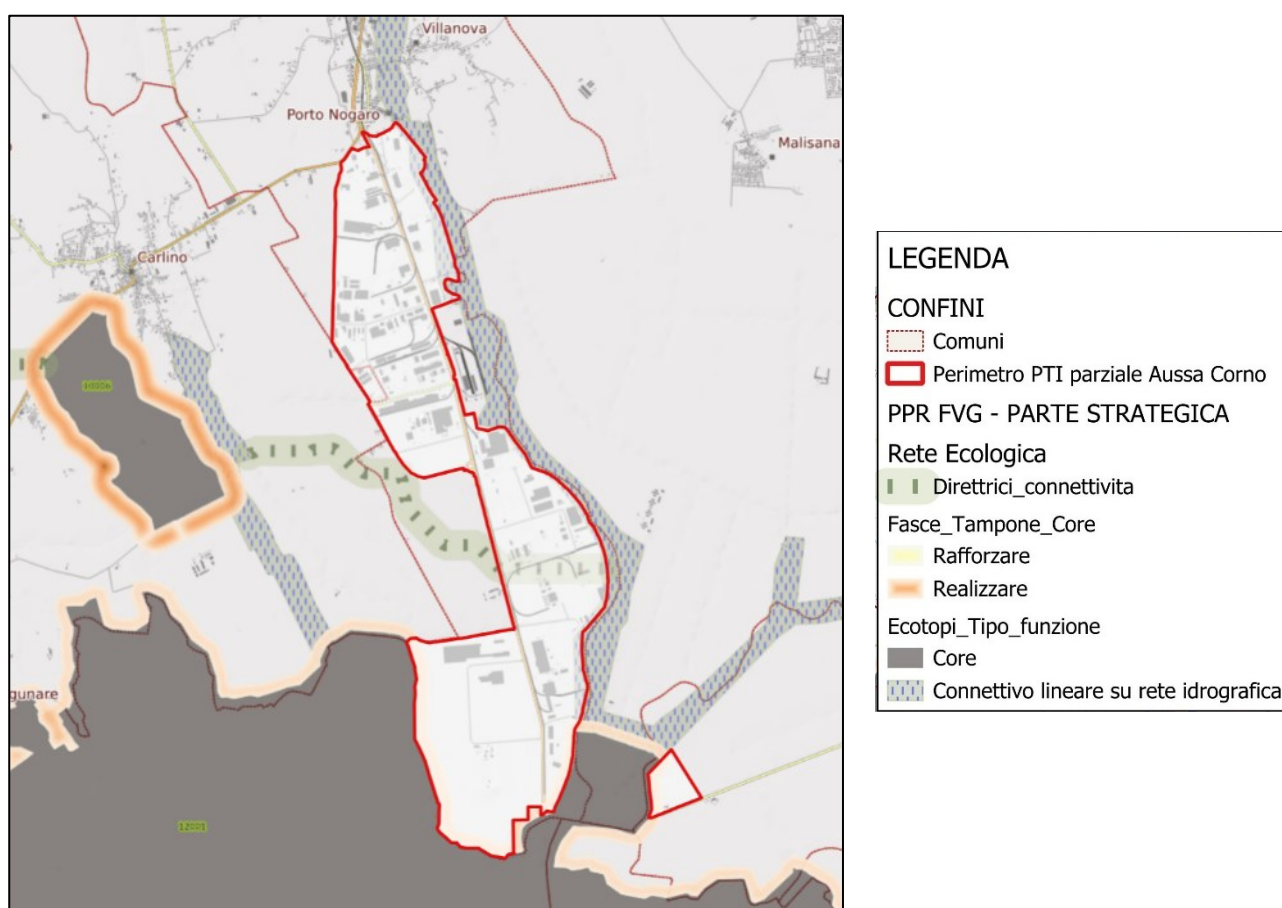 Villanova
Porto Nogaro
Malisana
Carlino
gunare
12001
LEGENDA
CONFINI
Comuni
Perimetro PTI parziale Aussa Corno
PPR FVG - PARTE STRATEGICA
Rete Ecologica
Direttrici_connettivita
Fasce_Tampone_Core
Rafforzare
Realizzare
Ecotopi_Tipo_funzione
Core
Connettivo lineare su rete idrografica